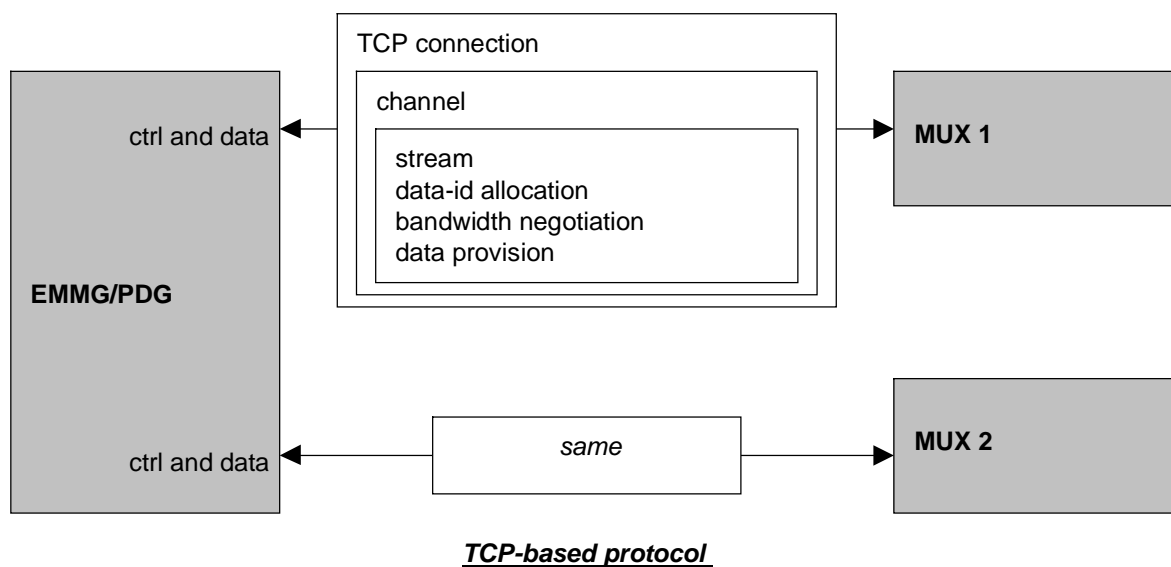 TCP connection
channel
ctrl and data
stream
data-id allocation
bandwidth negotiation
data provision
MUX 1
EMMG/PDG
ctrl and data
same
MUX 2
TCP-based protocol